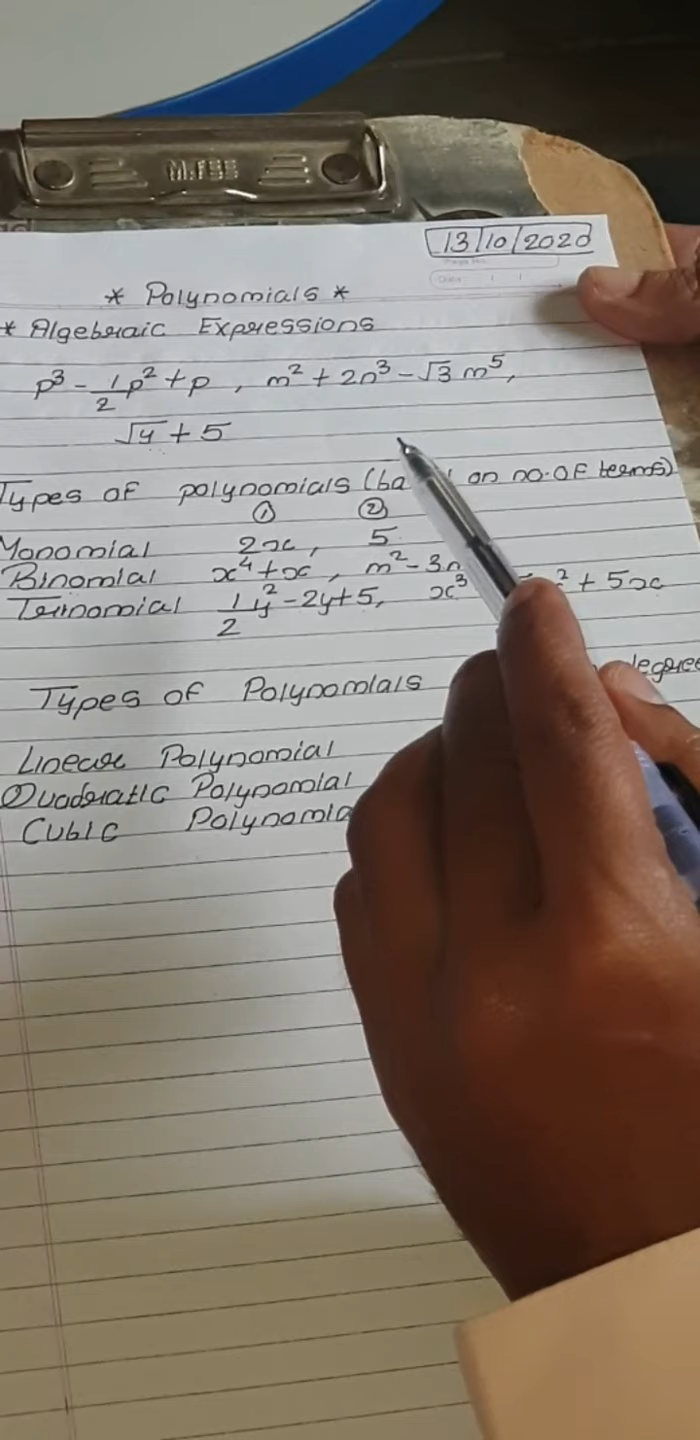 M.FEE
13/10/2020
* Polynomials *
* Algebraic Expressions
p³ - 1/2 p² + p , m² + 2n³ - √3 m⁵,
√y + 5
Types of polynomials ( on no. of terms)
① ②
Monomial 2x, 5
Binomial x⁴ + x , m² - 3n
Trinomial 1/2 y² - 2y + 5, x³ ² + 5x
Types of Polynomials degree
Linear Polynomial
Quadratic Polynomial
Cubic